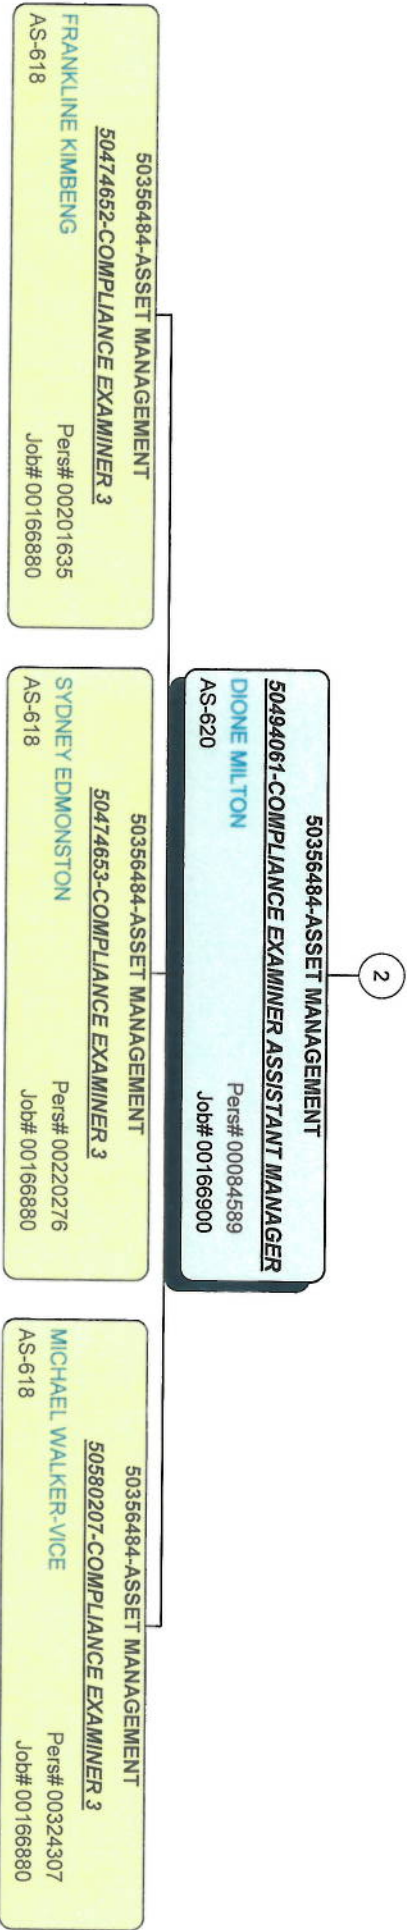 2
50356484-ASSET MANAGEMENT
50494061-COMPLIANCE EXAMINER ASSISTANT MANAGER
DIONE MILTON
Pers# 00084589
AS-620
Job# 00166900
50356484-ASSET MANAGEMENT
50474652-COMPLIANCE EXAMINER 3
FRANKLINE KIMBENG
Pers# 00201635
AS-618
Job# 00166880
50356484-ASSET MANAGEMENT
50474653-COMPLIANCE EXAMINER 3
SYDNEY EDMONSTON
Pers# 00220276
AS-618
Job# 00166880
50356484-ASSET MANAGEMENT
50580207-COMPLIANCE EXAMINER 3
MICHAEL WALKER-VICE
Pers# 00324307
AS-618
Job# 00166880